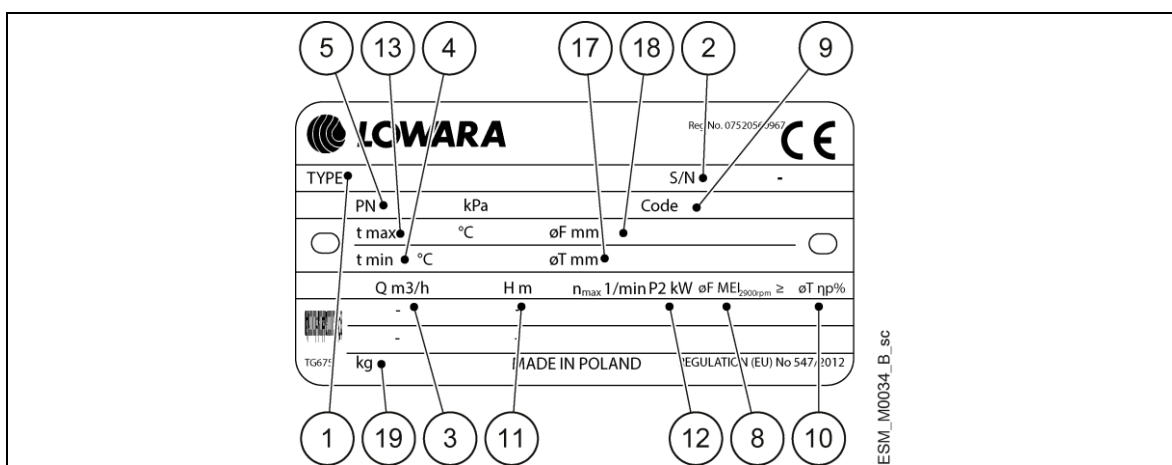 5 13 4 17 18 2 9
LOWARA
Reg No. 07520560967
CE
TYPE S/N -
PN kPa Code
t max °C øF mm
t min °C øT mm
Q m3/h H m nmax 1/min P2 kW øF MEI2900rpm ≥ øT ηp%
- -
- -
TG675 kg MADE IN POLAND REGULATION (EU) No 547/2012
1 19 3 11 12 8 10
ESM_M0034_B_sc